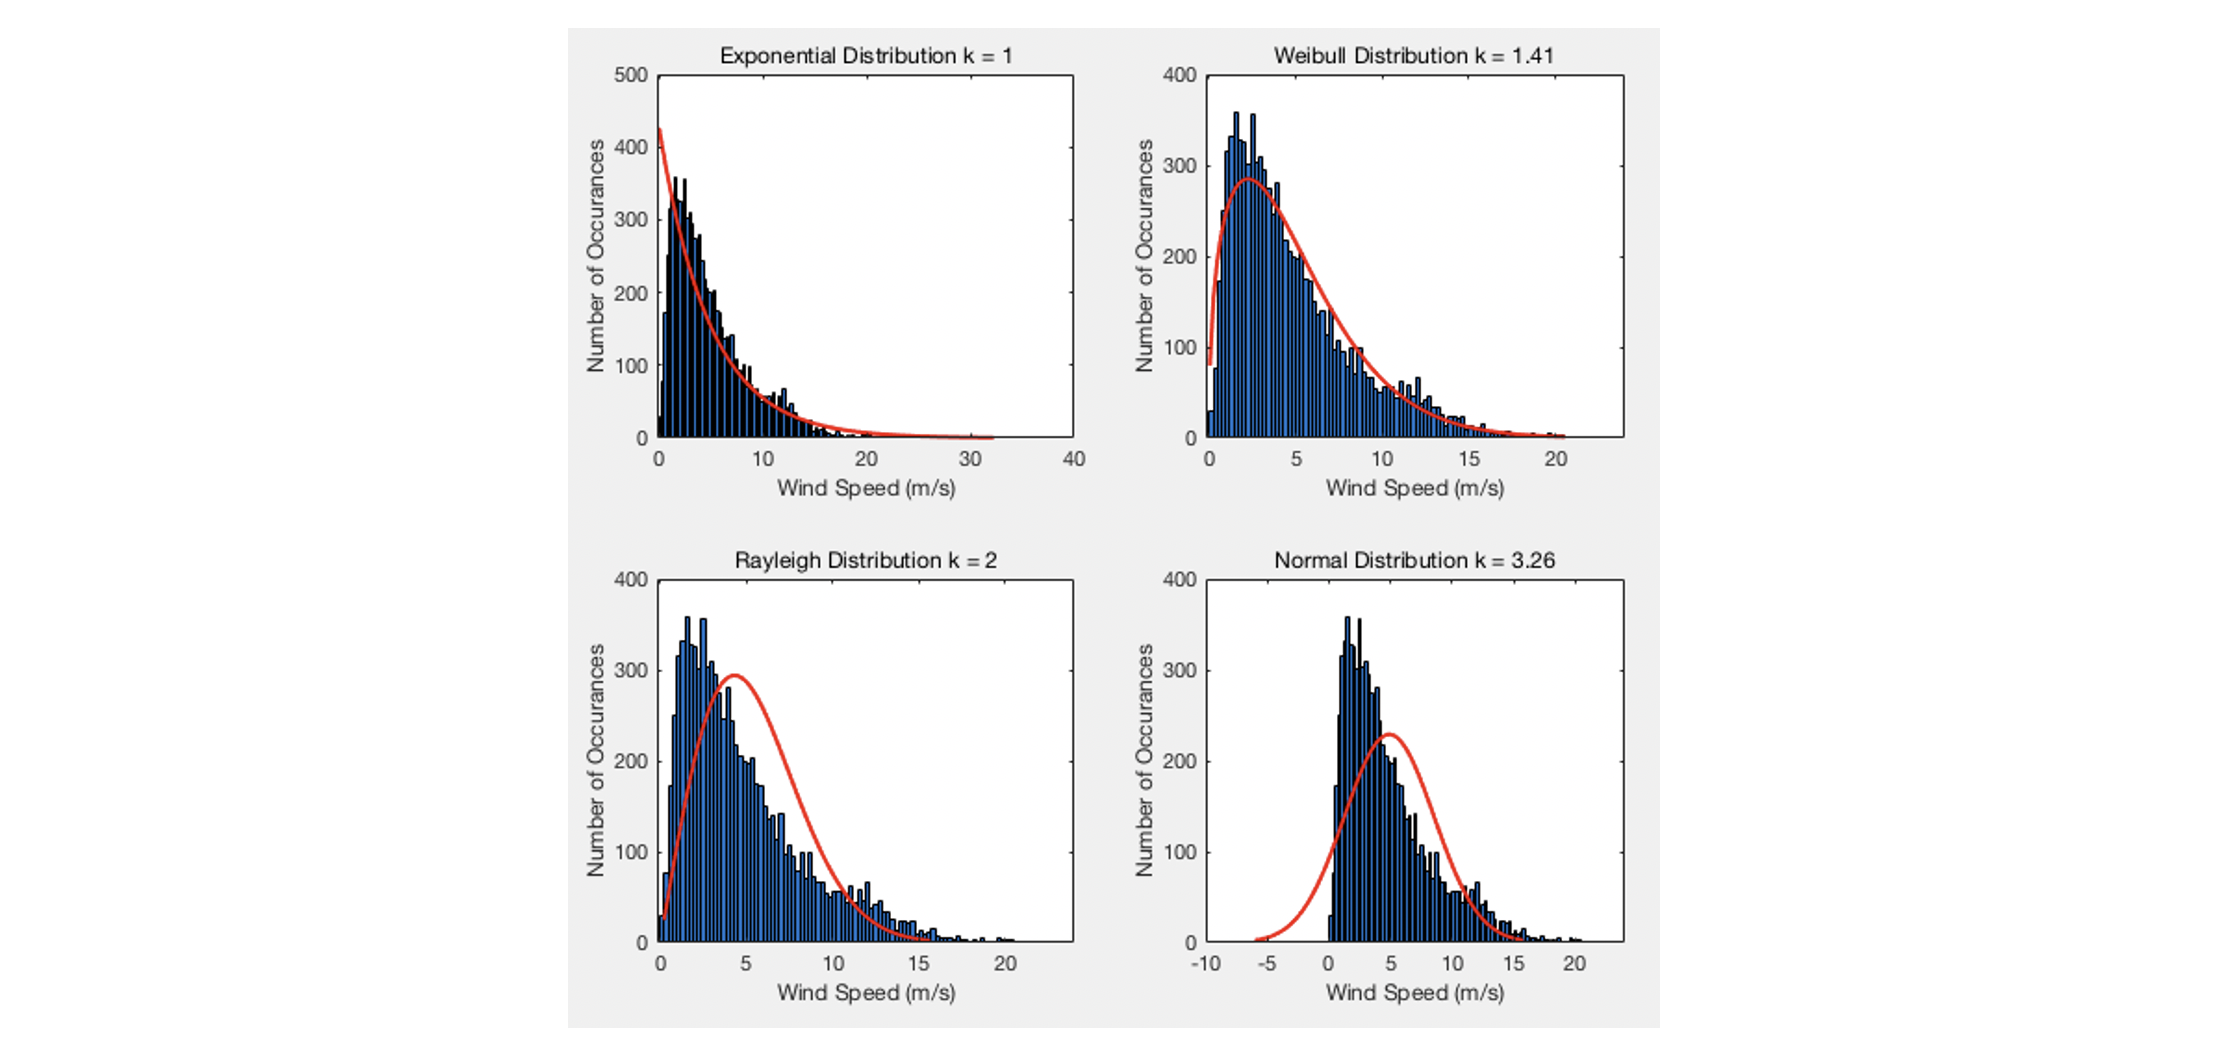 Exponential Distribution k = 1
500
400
300
200
100
0
Number of Occurances
0 10 20 30 40
Wind Speed (m/s)
Weibull Distribution k = 1.41
400
300
200
100
0
Number of Occurances
0 5 10 15 20
Wind Speed (m/s)
Rayleigh Distribution k = 2
400
300
200
100
0
Number of Occurances
0 5 10 15 20
Wind Speed (m/s)
Normal Distribution k = 3.26
400
300
200
100
0
Number of Occurances
-10 -5 0 5 10 15 20
Wind Speed (m/s)